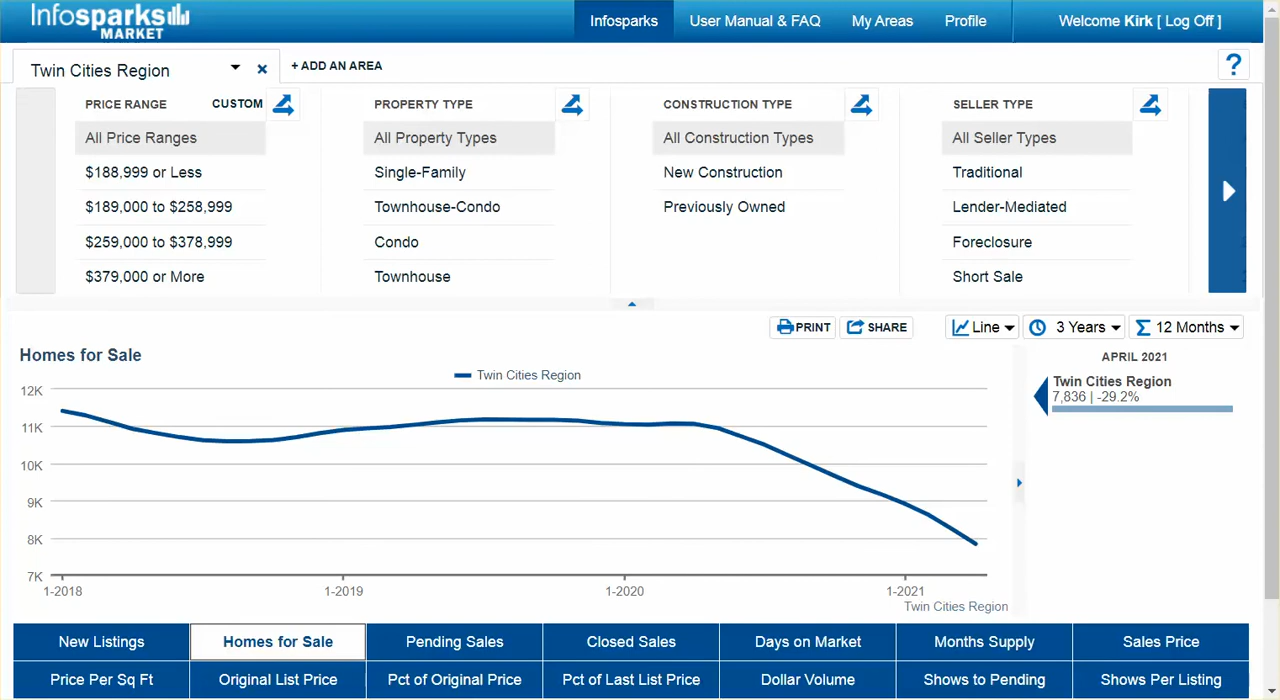 Infosparks
MARKET
Infosparks
User Manual & FAQ
My Areas
Profile
Welcome Kirk [ Log Off ]
Twin Cities Region
+ ADD AN AREA
?
PRICE RANGE
CUSTOM
All Price Ranges
$188,999 or Less
$189,000 to $258,999
$259,000 to $378,999
$379,000 or More
PROPERTY TYPE
All Property Types
Single-Family
Townhouse-Condo
Condo
Townhouse
CONSTRUCTION TYPE
All Construction Types
New Construction
Previously Owned
SELLER TYPE
All Seller Types
Traditional
Lender-Mediated
Foreclosure
Short Sale
PRINT
SHARE
Line
3 Years
Σ 12 Months
Homes for Sale
Twin Cities Region
APRIL 2021
Twin Cities Region
7,836 | -29.2%
12K
11K
10K
9K
8K
7K
1-2018
1-2019
1-2020
1-2021
Twin Cities Region
New Listings
Homes for Sale
Pending Sales
Closed Sales
Days on Market
Months Supply
Sales Price
Price Per Sq Ft
Original List Price
Pct of Original Price
Pct of Last List Price
Dollar Volume
Shows to Pending
Shows Per Listing